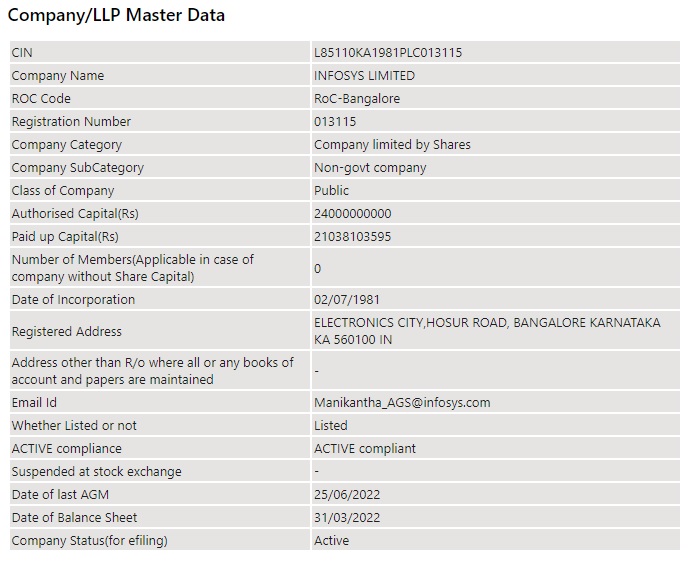 Company/LLP Master Data
CIN L85110KA1981PLC013115
Company Name INFOSYS LIMITED
ROC Code RoC-Bangalore
Registration Number 013115
Company Category Company limited by Shares
Company SubCategory Non-govt company
Class of Company Public
Authorised Capital(Rs) 24000000000
Paid up Capital(Rs) 21038103595
Number of Members(Applicable in case of
company without Share Capital) 0
Date of Incorporation 02/07/1981
Registered Address ELECTRONICS CITY,HOSUR ROAD, BANGALORE KARNATAKA
KA 560100 IN
Address other than R/o where all or any books of
account and papers are maintained -
Email Id Manikantha_AGS@infosys.com
Whether Listed or not Listed
ACTIVE compliance ACTIVE compliant
Suspended at stock exchange -
Date of last AGM 25/06/2022
Date of Balance Sheet 31/03/2022
Company Status(for efiling) Active